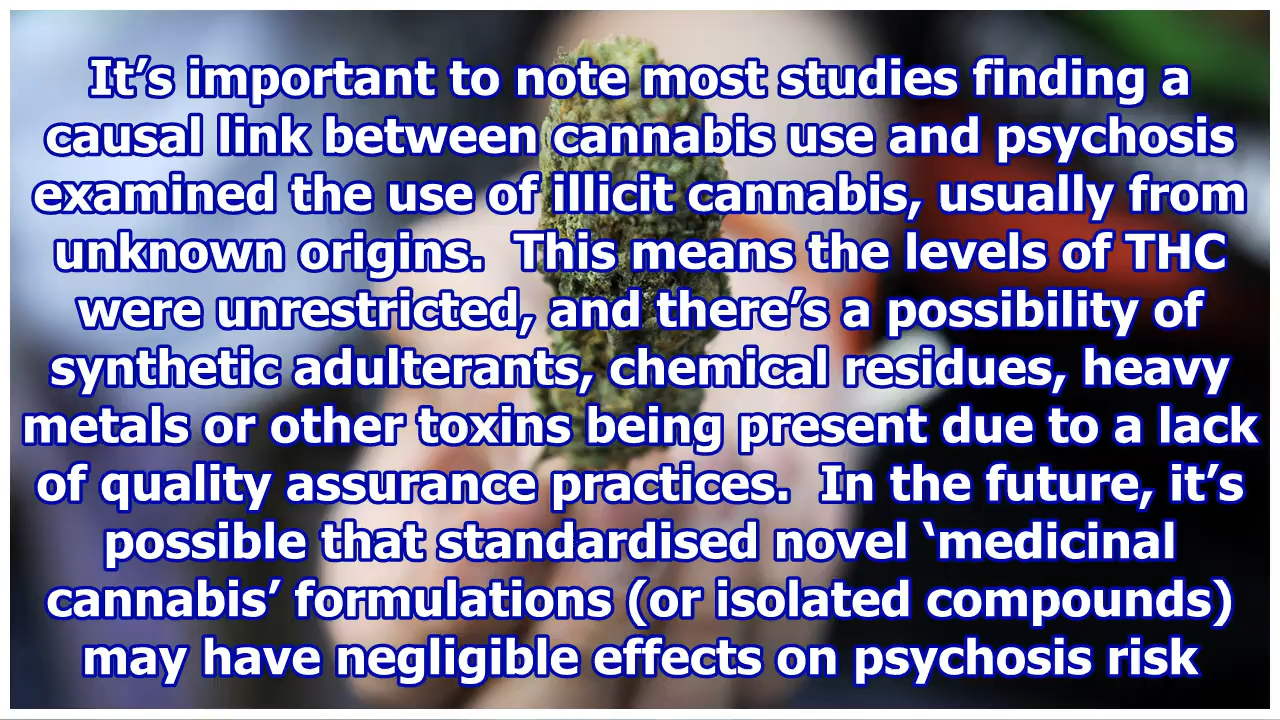 It’s important to note most studies finding a
causal link between cannabis use and psychosis
examined the use of illicit cannabis, usually from
unknown origins.  This means the levels of THC
were unrestricted, and there’s a possibility of
synthetic adulterants, chemical residues, heavy
metals or other toxins being present due to a lack
of quality assurance practices.  In the future, it’s
possible that standardised novel ‘medicinal
cannabis’ formulations (or isolated compounds)
may have negligible effects on psychosis risk